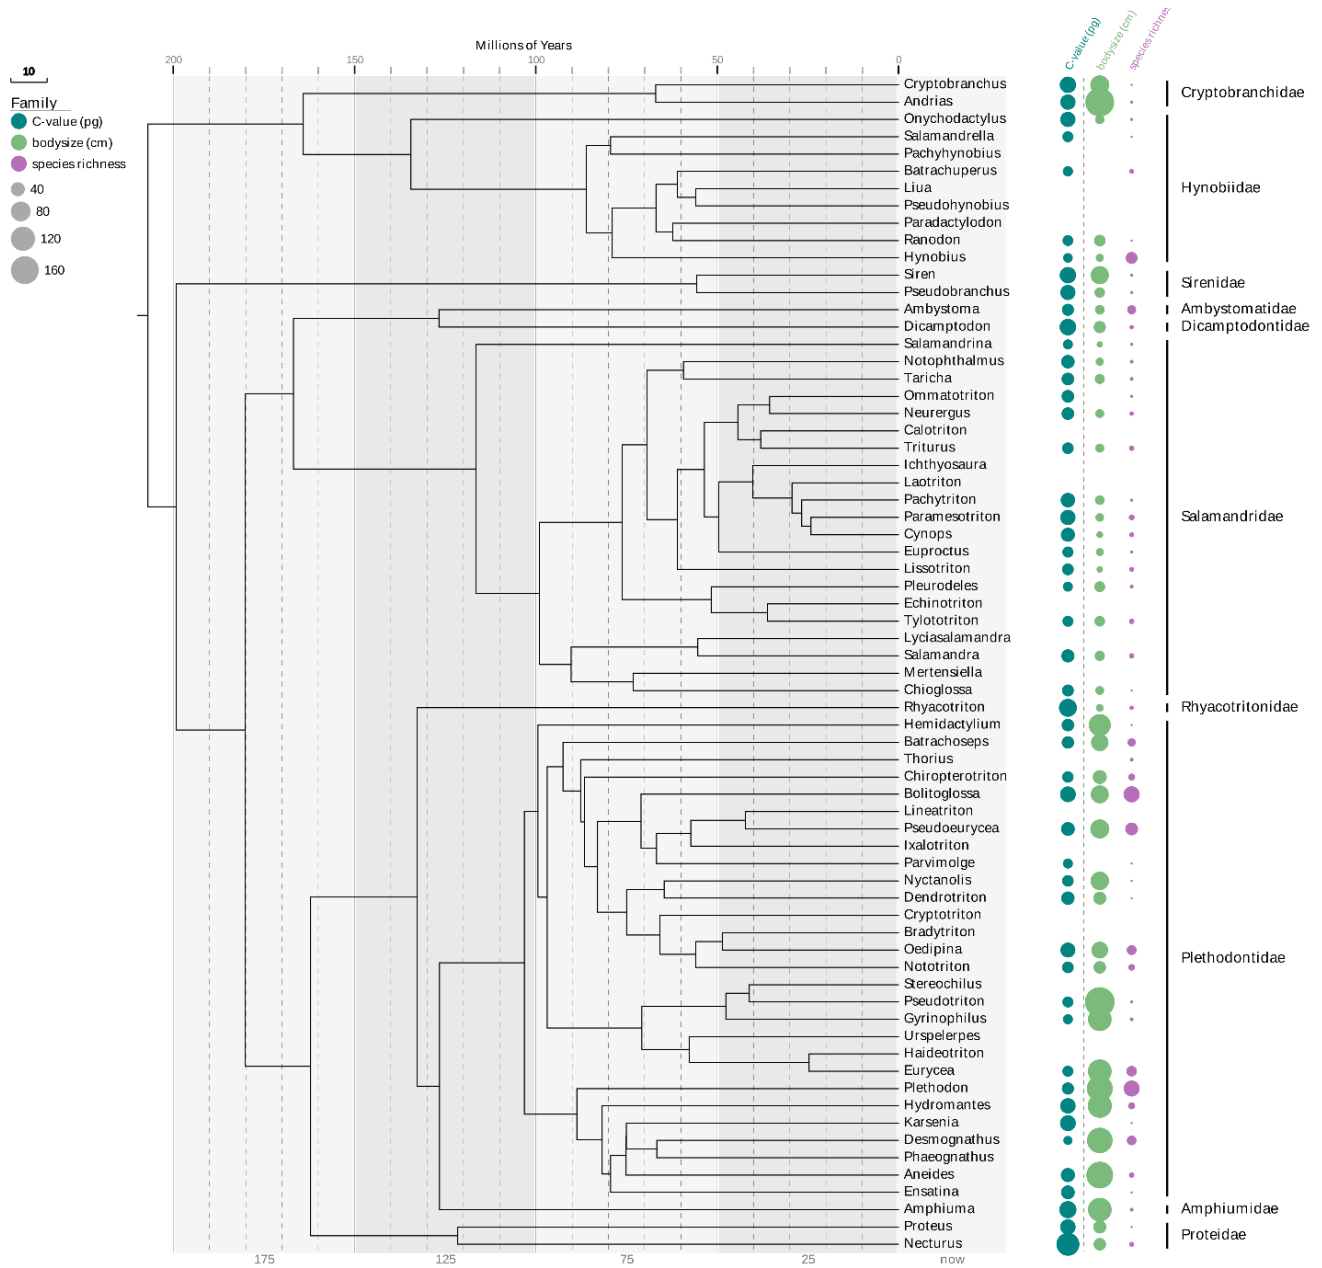 Millions of Years
200
150
100
50
0
C-value (pg)
bodysize (cm)
10
Family
C-value (pg)
bodysize (cm)
species richness
40
80
120
160
Cryptobranchus
Andrias
Onychodactylus
Salamandrella
Pachyhynobius
Batrachuperus
Liua
Pseudohynobius
Paradactylodon
Ranodon
Hynobius
Siren
Pseudobranchus
Ambystoma
Dicamptodon
Salamandrina
Notophthalmus
Taricha
Ommatotriton
Neurergus
Calotriton
Triturus
Ichthyosaura
Laotriton
Pachytriton
Paramesotriton
Cynops
Euproctus
Lissotriton
Pleurodeles
Echinotriton
Tylototriton
Lyciasalamandra
Salamandra
Mertensiella
Chioglossa
Rhyacotriton
Hemidactylium
Batrachoseps
Thorius
Chiropterotriton
Bolitoglossa
Lineatriton
Pseudoeurycea
Ixalotriton
Parvimolge
Nyctanolis
Dendrotriton
Cryptotriton
Bradytriton
Oedipina
Nototriton
Stereochilus
Pseudotriton
Gyrinophilus
Urspelerpes
Haideotriton
Eurycea
Plethodon
Hydromantes
Karsenia
Desmognathus
Phaeognathus
Aneides
Ensatina
Amphiuma
Proteus
Necturus
Cryptobranchidae
Hynobiidae
Sirenidae
Ambystomatidae
Dicamptodontidae
Salamandridae
Rhyacotritonidae
Plethodontidae
Amphiumidae
Proteidae
175
125
75
25
now